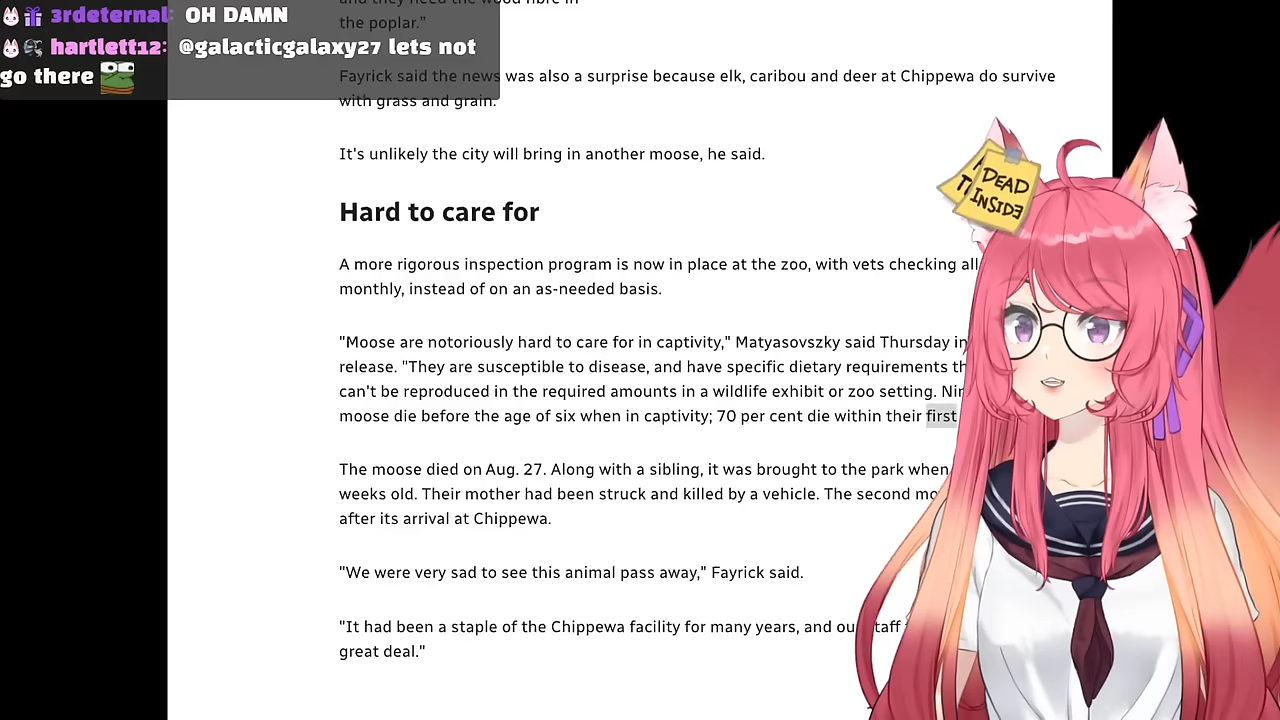 3rdeternal: OH DAMN
hartlett12: @galacticgalaxy27 lets not
go there
the poplar."
Fayrick said the news was also a surprise because elk, caribou and deer at Chippewa do survive
with grass and grain.
It's unlikely the city will bring in another moose, he said.
Hard to care for
A more rigorous inspection program is now in place at the zoo, with vets checking all
monthly, instead of on an as-needed basis.
"Moose are notoriously hard to care for in captivity," Matyasovszky said Thursday in
release. "They are susceptible to disease, and have specific dietary requirements
can't be reproduced in the required amounts in a wildlife exhibit or zoo setting.
moose die before the age of six when in captivity; 70 per cent die within their first
The moose died on Aug. 27. Along with a sibling, it was brought to the park when
weeks old. Their mother had been struck and killed by a vehicle. The second
after its arrival at Chippewa.
"We were very sad to see this animal pass away," Fayrick said.
"It had been a staple of the Chippewa facility for many years, and
great deal."
DEAD
INSIDE